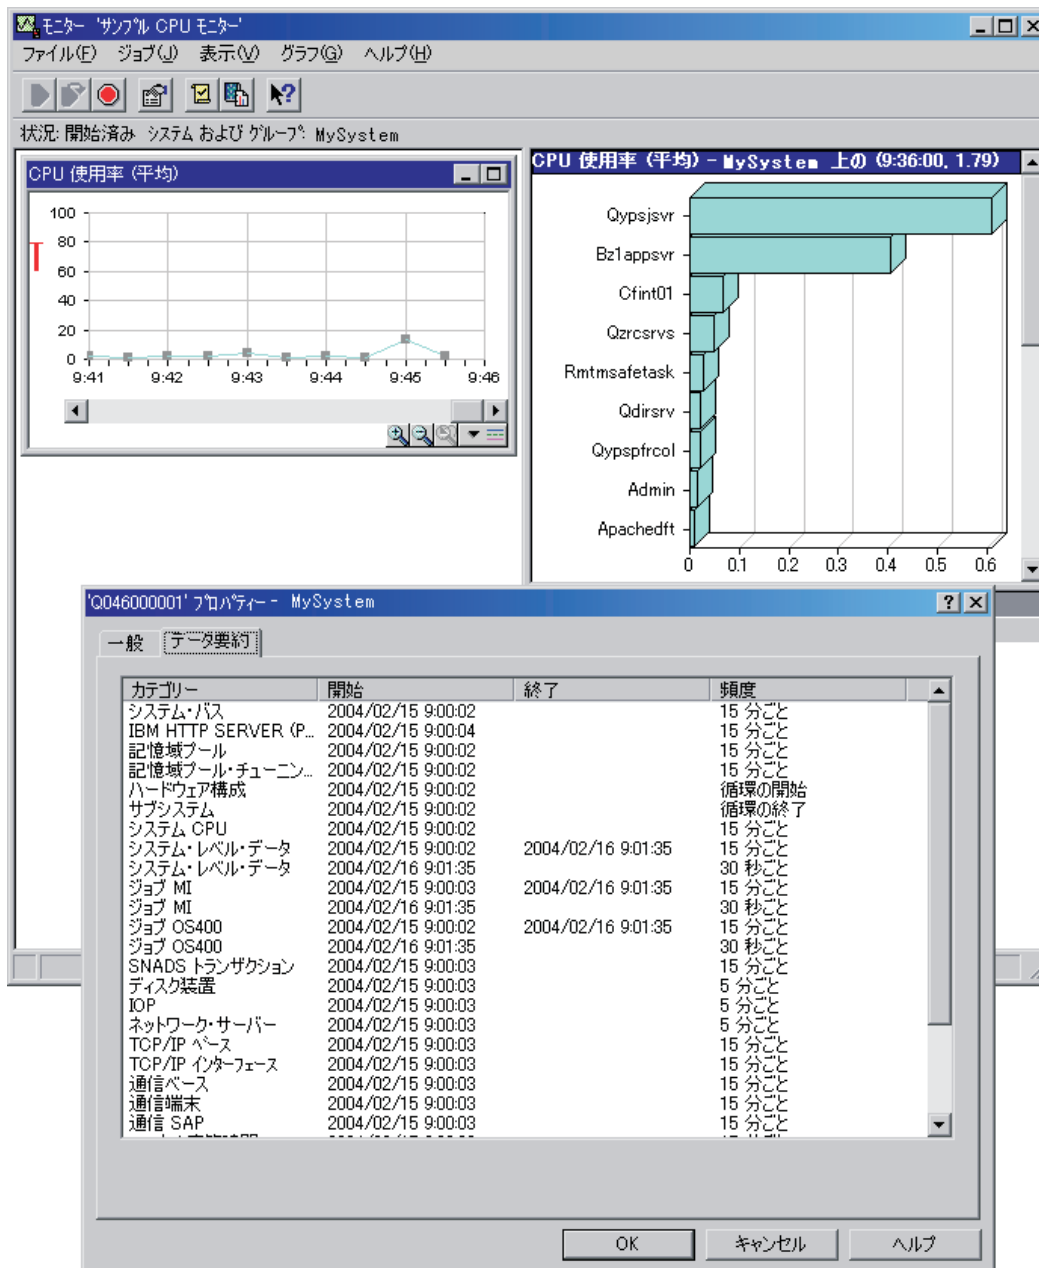 モニター 'サンプル CPU モニター'
ファイル(F) ジョブ(J) 表示(V) グラフ(G) ヘルプ(H)
状況: 開始済み システム および グループ: MySystem
CPU 使用率 (平均)
100
80
60
40
20
0
9:41 9:42 9:43 9:44 9:45 9:46
CPU 使用率 (平均) - MySystem 上の (9:36:00, 1.79)
Qypsjsvr
Bz1appsvr
Cfint01
Qzrcsrvs
Rmtmsafetask
Qdirsrv
Qypspfrcol
Admin
Apachedft
0 0.1 0.2 0.3 0.4 0.5 0.6
'Q046000001' プロパティー - MySystem
一般 データ要約
カテゴリー 開始 終了 頻度
システム・バス 2004/02/15 9:00:02 15 分ごと
IBM HTTP SERVER (P... 2004/02/15 9:00:04 15 分ごと
記憶域プール 2004/02/15 9:00:02 15 分ごと
記憶域プール・チューニン... 2004/02/15 9:00:02 15 分ごと
ハードウェア構成 2004/02/15 9:00:02 循環の開始
サブシステム 2004/02/15 9:00:02 循環の終了
システム CPU 2004/02/15 9:00:02 15 分ごと
システム・レベル・データ 2004/02/15 9:00:02 2004/02/16 9:01:35 15 分ごと
システム・レベル・データ 2004/02/16 9:01:35 30 秒ごと
ジョブ MI 2004/02/15 9:00:03 2004/02/16 9:01:35 15 分ごと
ジョブ MI 2004/02/16 9:01:35 30 秒ごと
ジョブ OS400 2004/02/15 9:00:02 2004/02/16 9:01:35 15 分ごと
ジョブ OS400 2004/02/16 9:01:35 30 秒ごと
SNADS トランザクション 2004/02/15 9:00:03 15 分ごと
ディスク装置 2004/02/15 9:00:03 5 分ごと
IOP 2004/02/15 9:00:03 5 分ごと
ネットワーク・サーバー 2004/02/15 9:00:03 5 分ごと
TCP/IP ベース 2004/02/15 9:00:03 15 分ごと
TCP/IP インターフェース 2004/02/15 9:00:03 15 分ごと
通信ベース 2004/02/15 9:00:03 15 分ごと
通信端末 2004/02/15 9:00:03 15 分ごと
通信 SAP 2004/02/15 9:00:03 15 分ごと
OK キャンセル ヘルプ